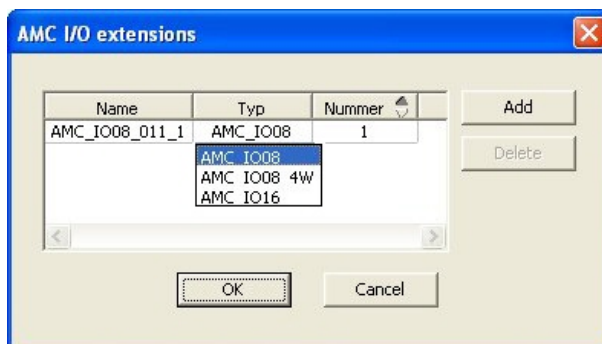 AMC I/O extensions
Name Typ Nummer
AMC_IO08_011_1 AMC_IO08 1
AMC_IO08
AMC_IO08_4W
AMC_IO16
Add
Delete
OK Cancel